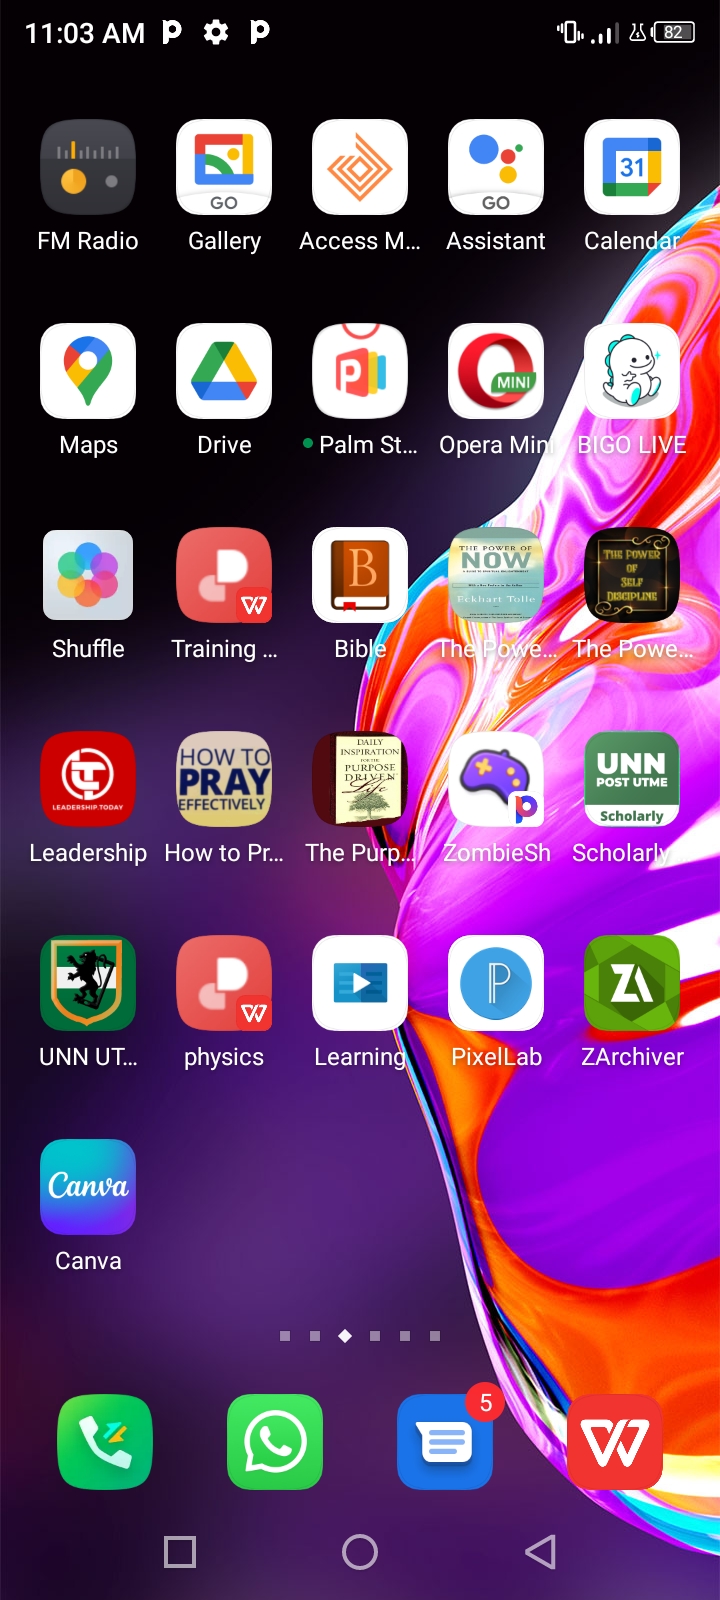 11:03 AM
82
GO
GO
31
FM Radio
Gallery
Access M...
Assistant
Calendar
MINI
Maps
Drive
Palm St...
Opera Mini
BIGO LIVE
B
THE POWER OF
NOW
Eckhart Tolle
THE POWER
OF
SELF
DISCIPLINE
Shuffle
Training ...
Bible
The Powe...
The Powe...
LEADERSHIP.TODAY
HOW TO
PRAY
EFFECTIVELY
DAILY
INSPIRATION
FOR THE
PURPOSE
DRIVEN
Life
UNN
POST UTME
Scholarly
Leadership
How to Pr...
The Purp...
ZombieSh
Scholarly
ZA
UNN UT...
physics
Learning
PixelLab
ZArchiver
Canva
Canva
5